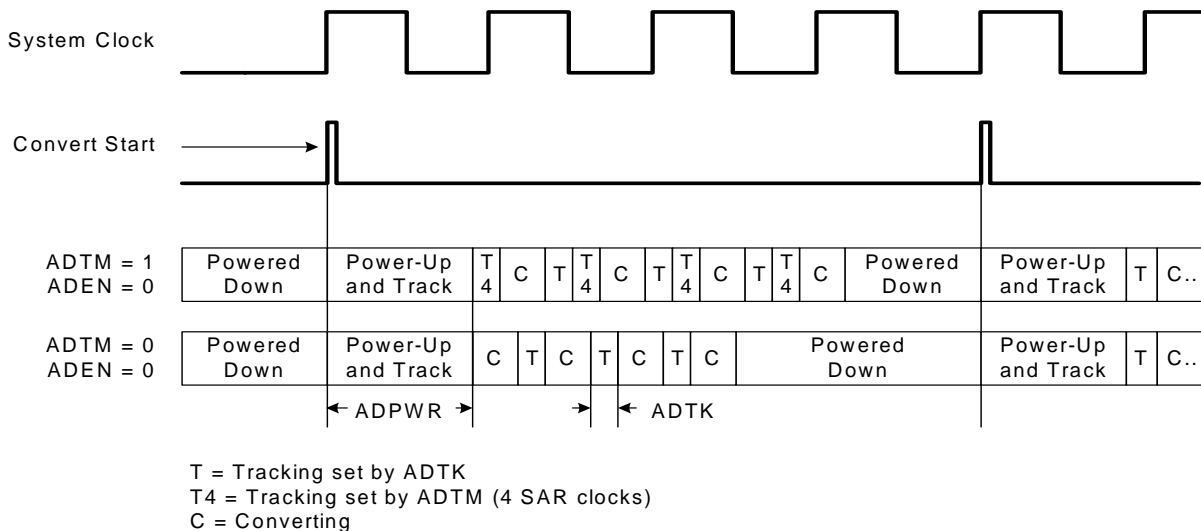 System Clock
Convert Start
ADTM = 1
ADEN = 0
Powered
Down
Power-Up
and Track
T
4
C
T
T
4
C
T
T
4
C
T
T
4
C
Powered
Down
Power-Up
and Track
T
C..
ADTM = 0
ADEN = 0
Powered
Down
Power-Up
and Track
C
T
C
T
C
T
C
Powered
Down
Power-Up
and Track
T
C..
ADPWR
ADTK
T = Tracking set by ADTK
T4 = Tracking set by ADTM (4 SAR clocks)
C = Converting